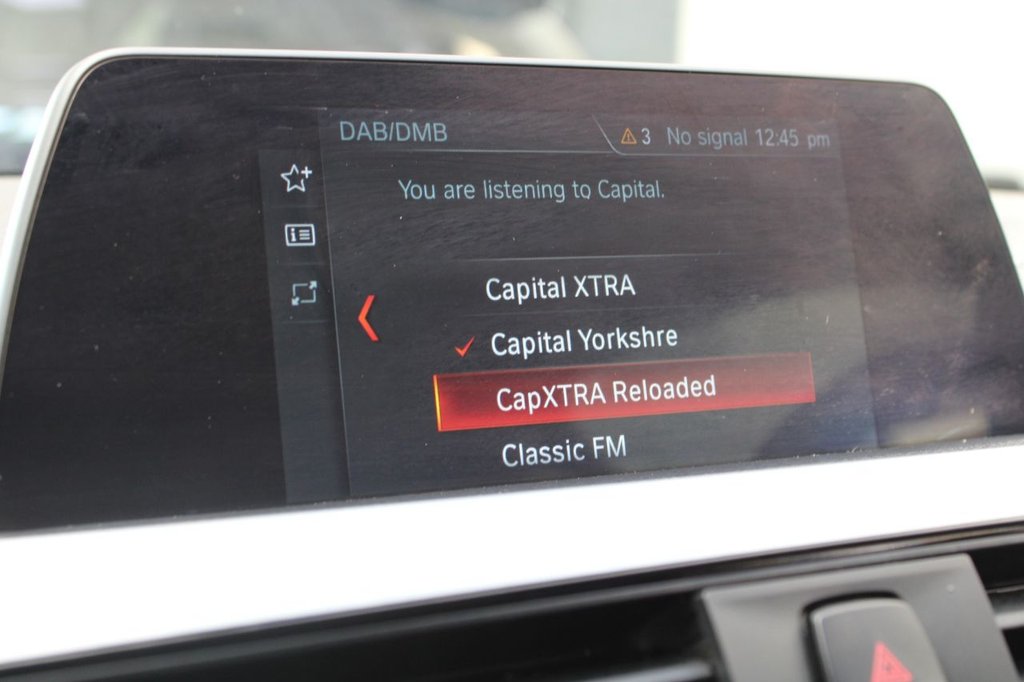 DAB/DMB
3 No signal 12:45 pm
You are listening to Capital.
Capital XTRA
Capital Yorkshre
CapXTRA Reloaded
Classic FM